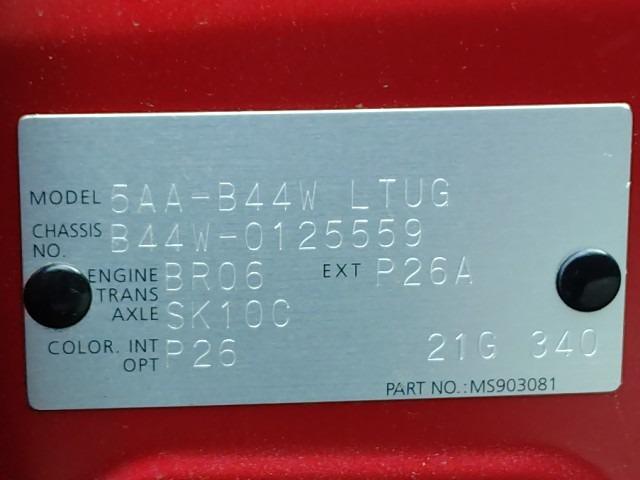 MODEL 5AA-B44W LTUG
CHASSIS NO. B44W-0125559
ENGINE BR06 EXT P26A
TRANS AXLE SK10C
COLOR. INT OPT P26 21G 340
PART NO.: MS903081